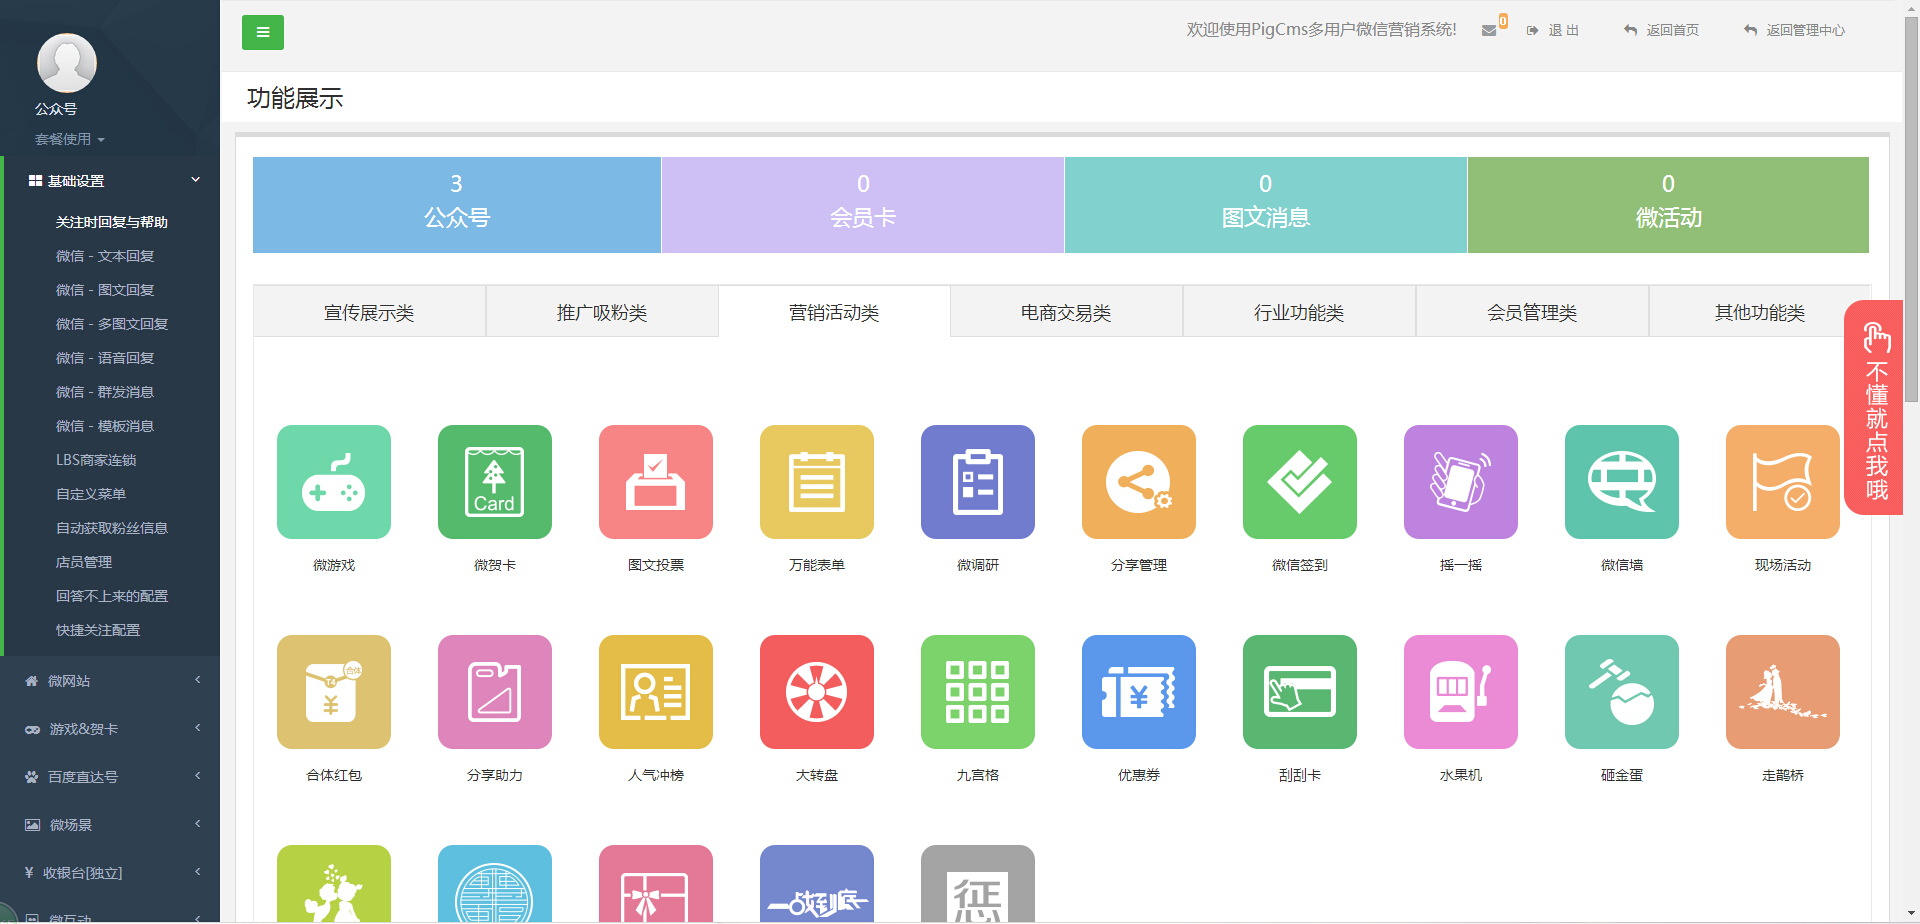 欢迎使用PigCms多用户微信营销系统!
0
退 出
返回首页
返回管理中心
公众号
套餐使用
基础设置
关注时回复与帮助
微信 - 文本回复
微信 - 图文回复
微信 - 多图文回复
微信 - 语音回复
微信 - 群发消息
微信 - 模板消息
LBS商家连锁
自定义菜单
自动获取粉丝信息
店员管理
回答不上来的配置
快捷关注配置
微网站
游戏&贺卡
百度直达号
微场景
¥ 收银台[独立]
微互动
功能展示
3
公众号
0
会员卡
0
图文消息
0
微活动
宣传展示类
推广吸粉类
营销活动类
电商交易类
行业功能类
会员管理类
其他功能类
不懂就点我哦
Card
微游戏
微贺卡
图文投票
万能表单
微调研
分享管理
微信签到
摇一摇
微信墙
现场活动
合体
¥
¥
合体红包
分享助力
人气冲榜
大转盘
九宫格
优惠券
刮刮卡
水果机
砸金蛋
走鹊桥
一战到底
惩